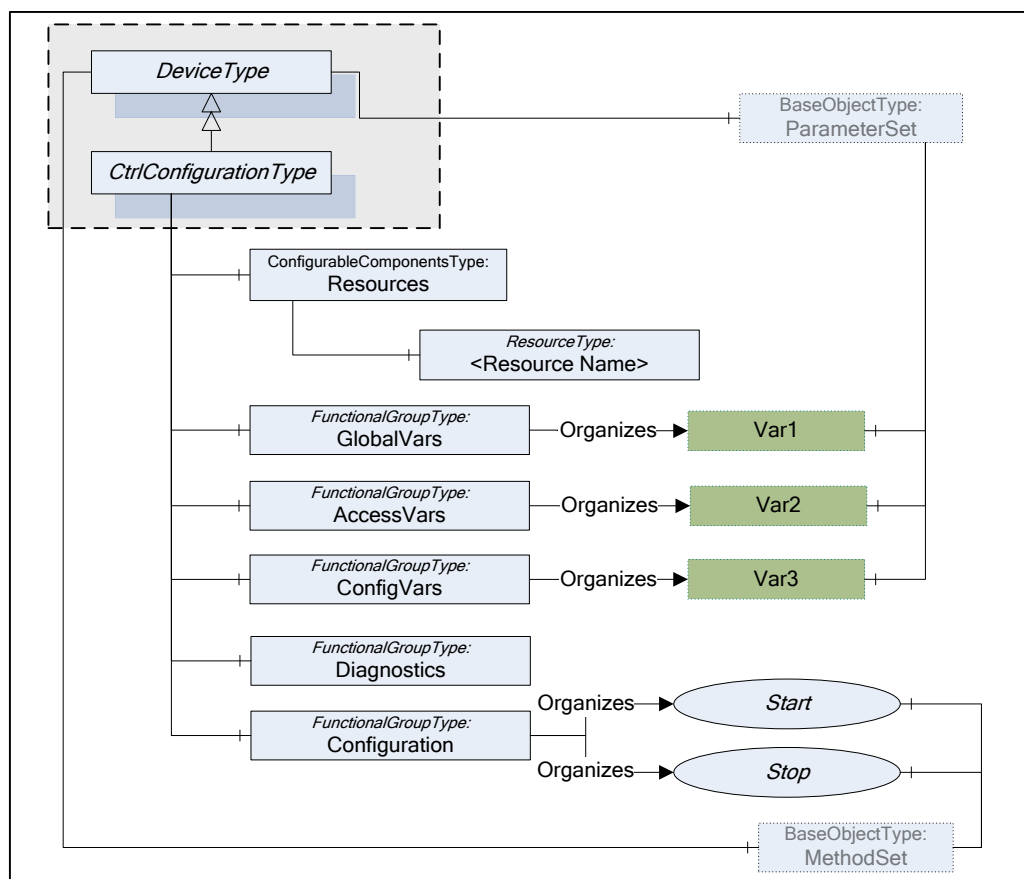 DeviceType
BaseObjectType:
ParameterSet
CtrlConfigurationType
ConfigurableComponentsType:
Resources
ResourceType:
<Resource Name>
FunctionalGroupType:
GlobalVars
Organizes
Var1
FunctionalGroupType:
AccessVars
Organizes
Var2
FunctionalGroupType:
ConfigVars
Organizes
Var3
FunctionalGroupType:
Diagnostics
FunctionalGroupType:
Configuration
Organizes
Start
Organizes
Stop
BaseObjectType:
MethodSet